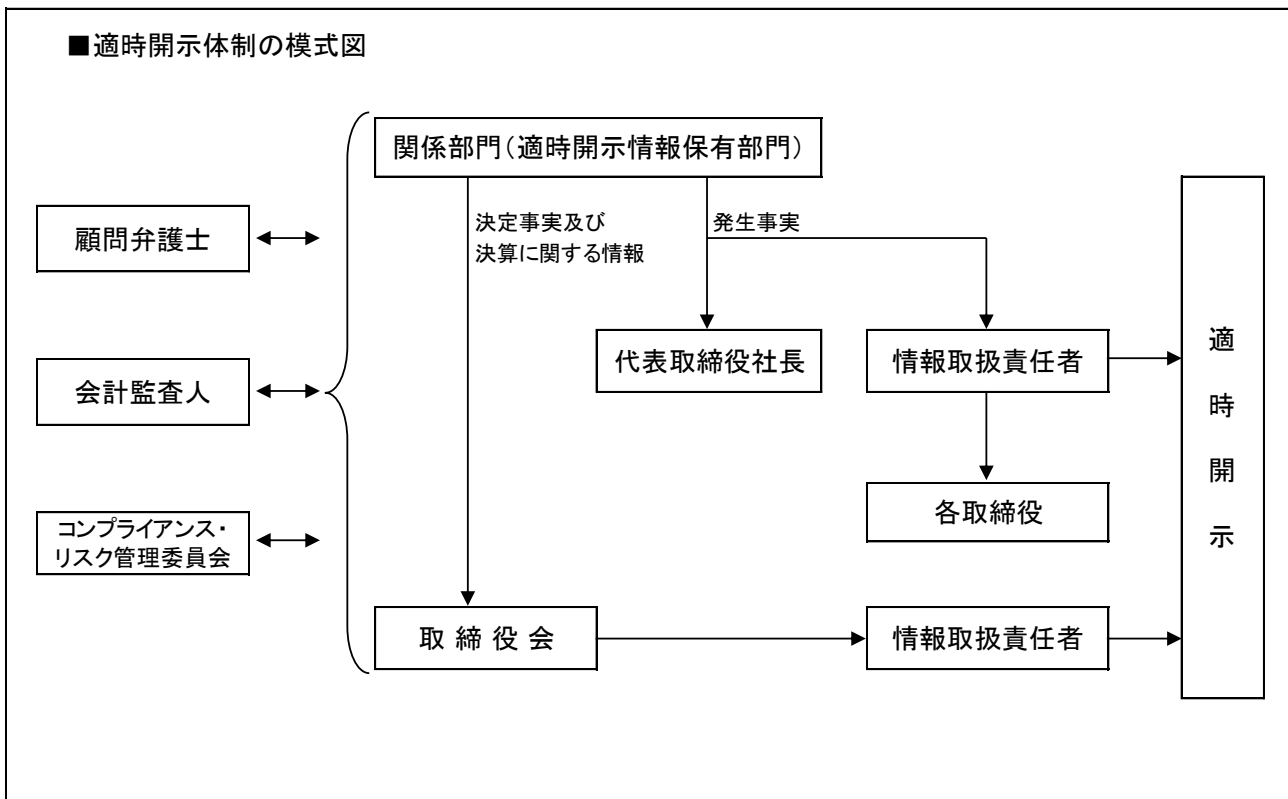 ■適時開示体制の模式図
関係部門(適時開示情報保有部門)
決定事実及び
決算に関する情報
発生事実
顧問弁護士
会計監査人
コンプライアンス・
リスク管理委員会
代表取締役社長
情報取扱責任者
各取締役
取 締 役 会
情報取扱責任者
適
時
開
示